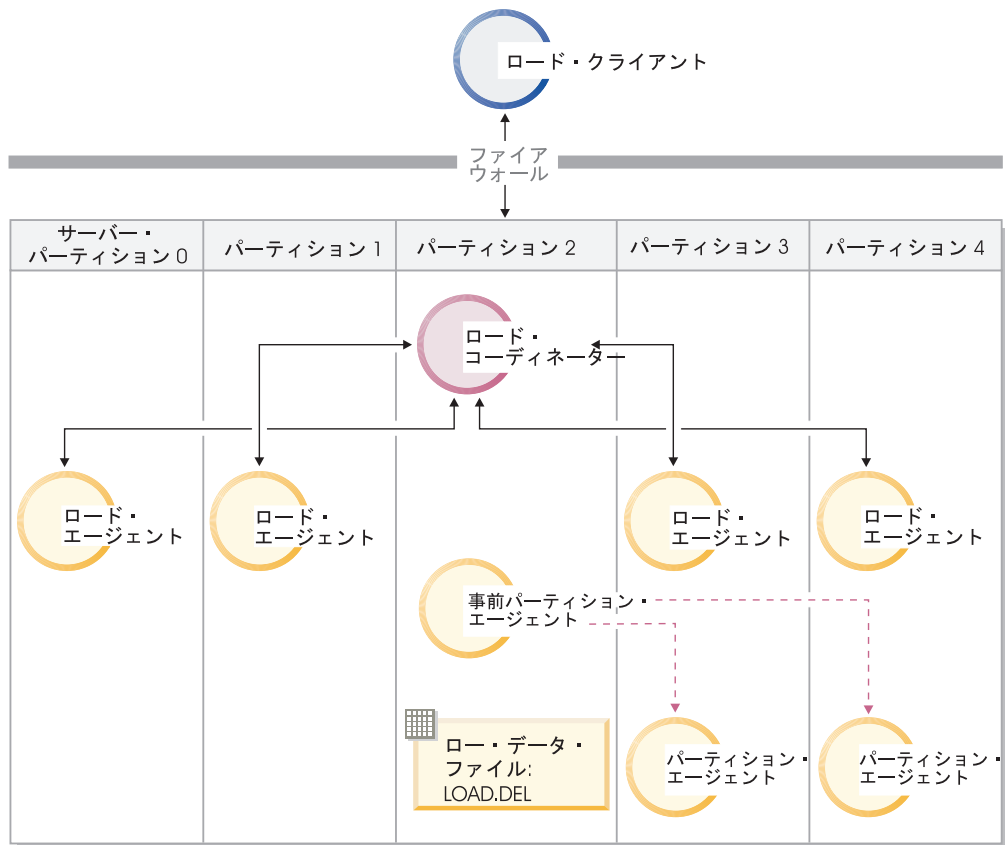 ロード・クライアント
ファイア
ウォール
サーバー・
パーティション 0
パーティション 1
パーティション 2
パーティション 3
パーティション 4
ロード・
コーディネーター
ロード・
エージェント
ロード・
エージェント
ロード・
エージェント
ロード・
エージェント
事前パーティション・
エージェント
ロー・データ・
ファイル:
LOAD.DEL
パーティション・
エージェント
パーティション・
エージェント